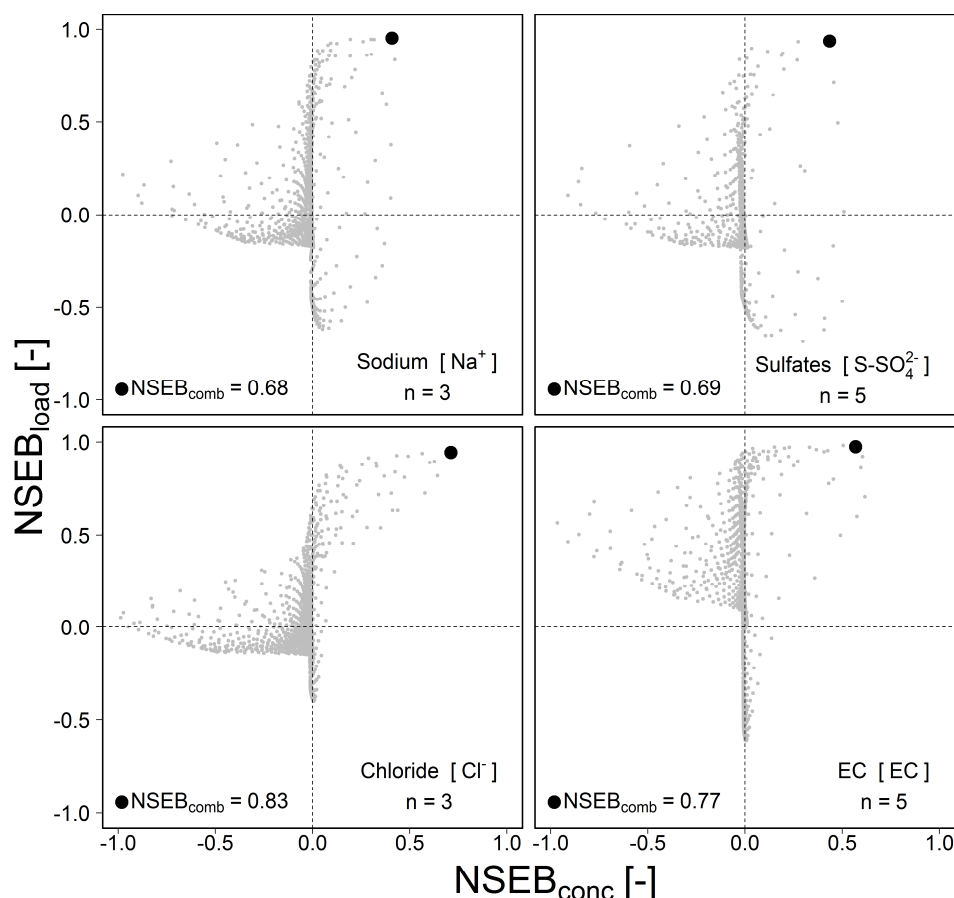 1.0
0.5
0.0
-0.5
-1.0
Sodium [Na⁺]
n = 3
NSEB_comb = 0.68
Sulfates [S-SO₄²⁻]
n = 5
NSEB_comb = 0.69
NSEB_load [-]
1.0
0.5
0.0
-0.5
-1.0
Chloride [Cl⁻]
n = 3
NSEB_comb = 0.83
EC [EC]
n = 5
NSEB_comb = 0.77
-1.0 -0.5 0.0 0.5 1.0 -1.0 -0.5 0.0 0.5 1.0
NSEB_conc [-]